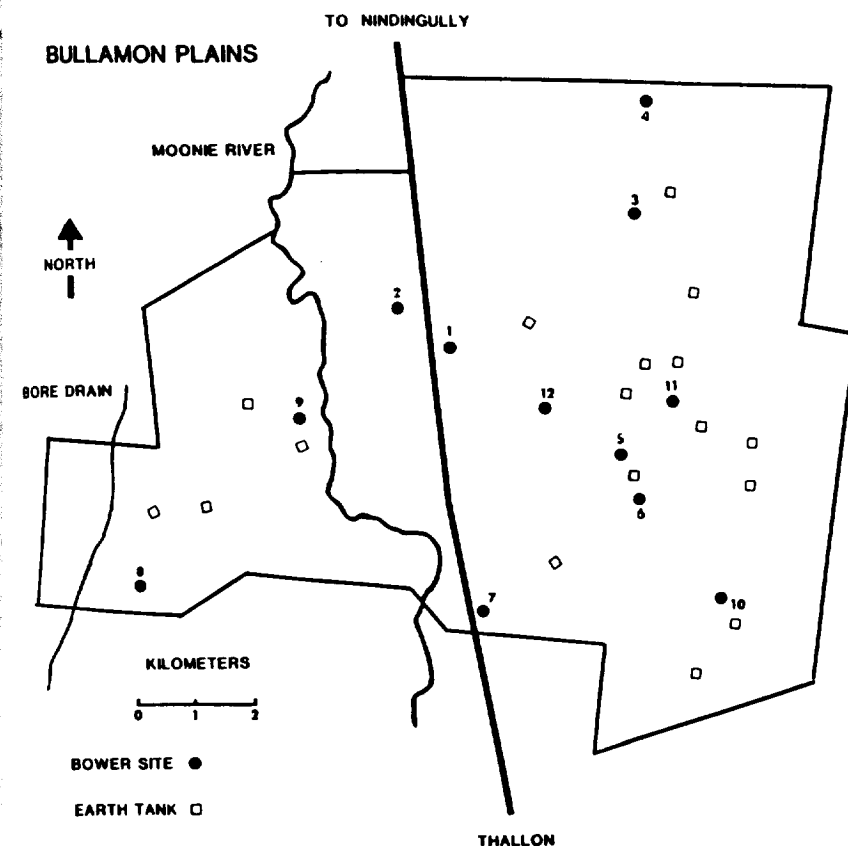 TO NINDINGULLY
BULLAMON PLAINS
4
MOONIE RIVER
3
NORTH
2
1
BORE DRAIN
9
12
11
5
6
8
7
10
KILOMETERS
0 1 2
BOWER SITE
EARTH TANK
THALLON